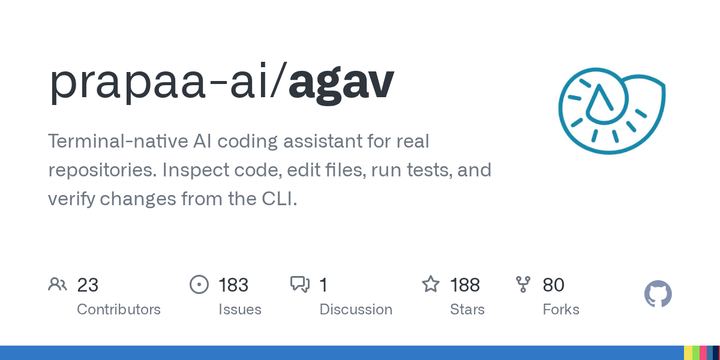 prapaa-ai/agav
Terminal-native AI coding assistant for real
repositories. Inspect code, edit files, run tests, and
verify changes from the CLI.
23 183 1 188 80
Contributors Issues Discussion Stars Forks